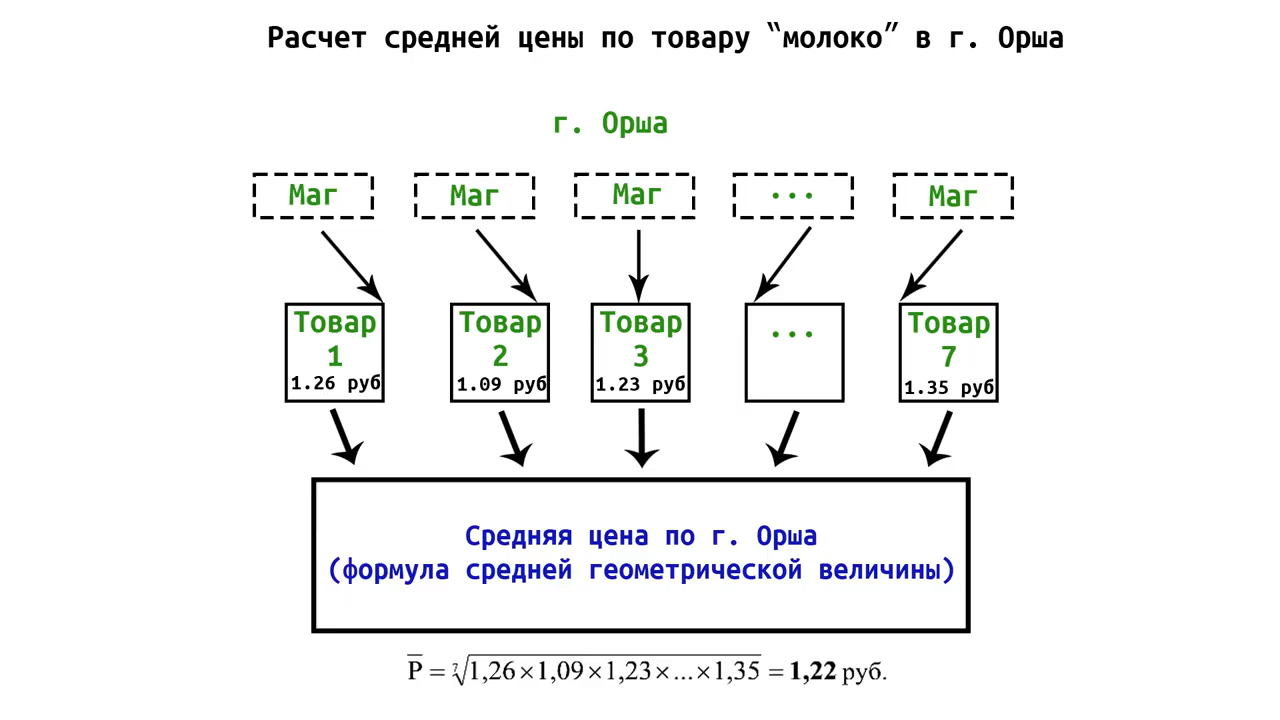 Расчет средней цены по товару “молоко” в г. Орша
г. Орша
Маг Маг Маг ... Маг
Товар 1 1.26 руб
Товар 2 1.09 руб
Товар 3 1.23 руб
...
Товар 7 1.35 руб
Средняя цена по г. Орша
(формула средней геометрической величины)
P̅ = ⁷√1,26×1,09×1,23×...×1,35 = 1,22 руб.